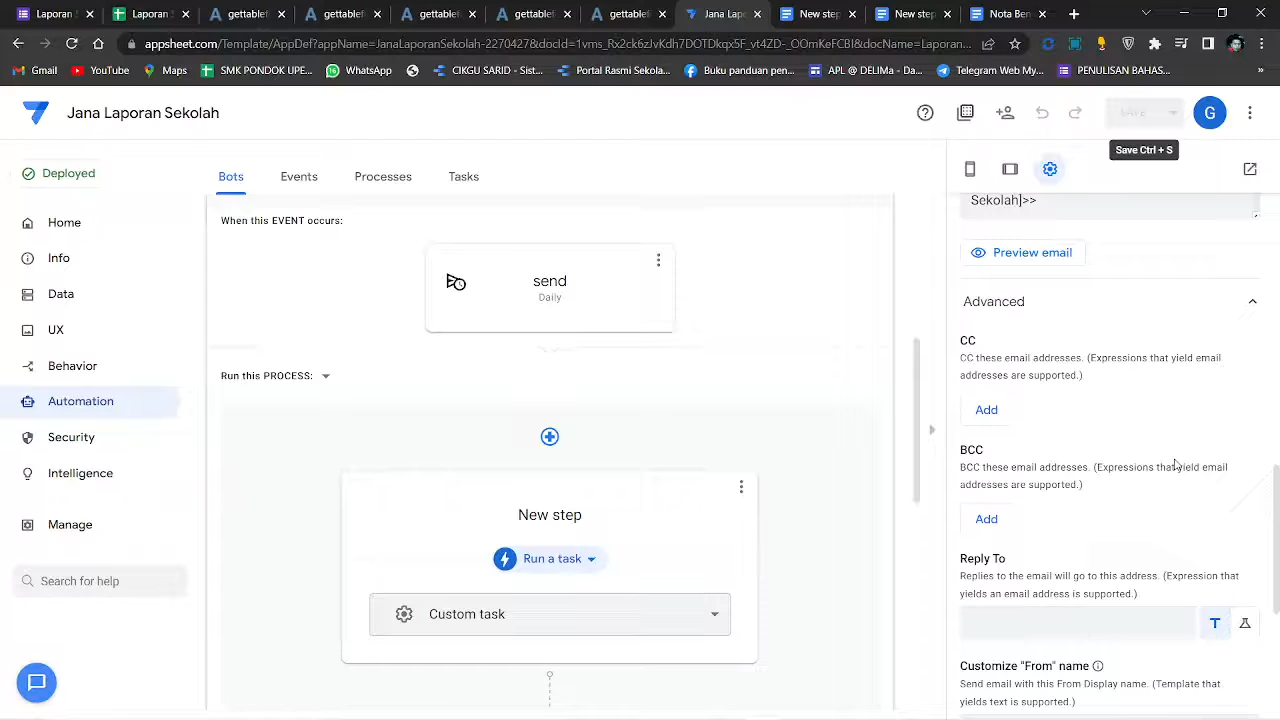 Laporan S
Laporan S
gettablef
gettablef
gettablef
gettablef
gettablef
Jana Lapo
New step
New step
Nota Ben
appsheet.com/Template/AppDef?appName=JanaLaporanSekolah-2270427&docId=1vms_Rx2ck6zJvKdh7DOTDkqx5F_yt4ZD-_OOmKeFCBI&docName=Laporan...
Gmail
YouTube
Maps
SMK PONDOK UPE...
WhatsApp
CIKGU SARID - Sist...
Portal Rasmi Sekola...
Buku panduan pen...
APL @ DELIMa - Da...
Telegram Web My...
PENULISAN BAHAS...
»
Jana Laporan Sekolah
SAVE
G
Save Ctrl + S
Deployed
Bots
Events
Processes
Tasks
Home
Info
Data
UX
Behavior
Automation
Security
Intelligence
Manage
Search for help
When this EVENT occurs:
send
Daily
Run this PROCESS:
New step
Run a task
Custom task
Sekolah]>>
Preview email
Advanced
CC
CC these email addresses. (Expressions that yield email
addresses are supported.)
Add
BCC
BCC these email addresses. (Expressions that yield email
addresses are supported.)
Add
Reply To
Replies to the email will go to this address. (Expression that
yields an email address is supported.)
T
Customize "From" name
Send email with this From Display name. (Template that
yields text is supported.)